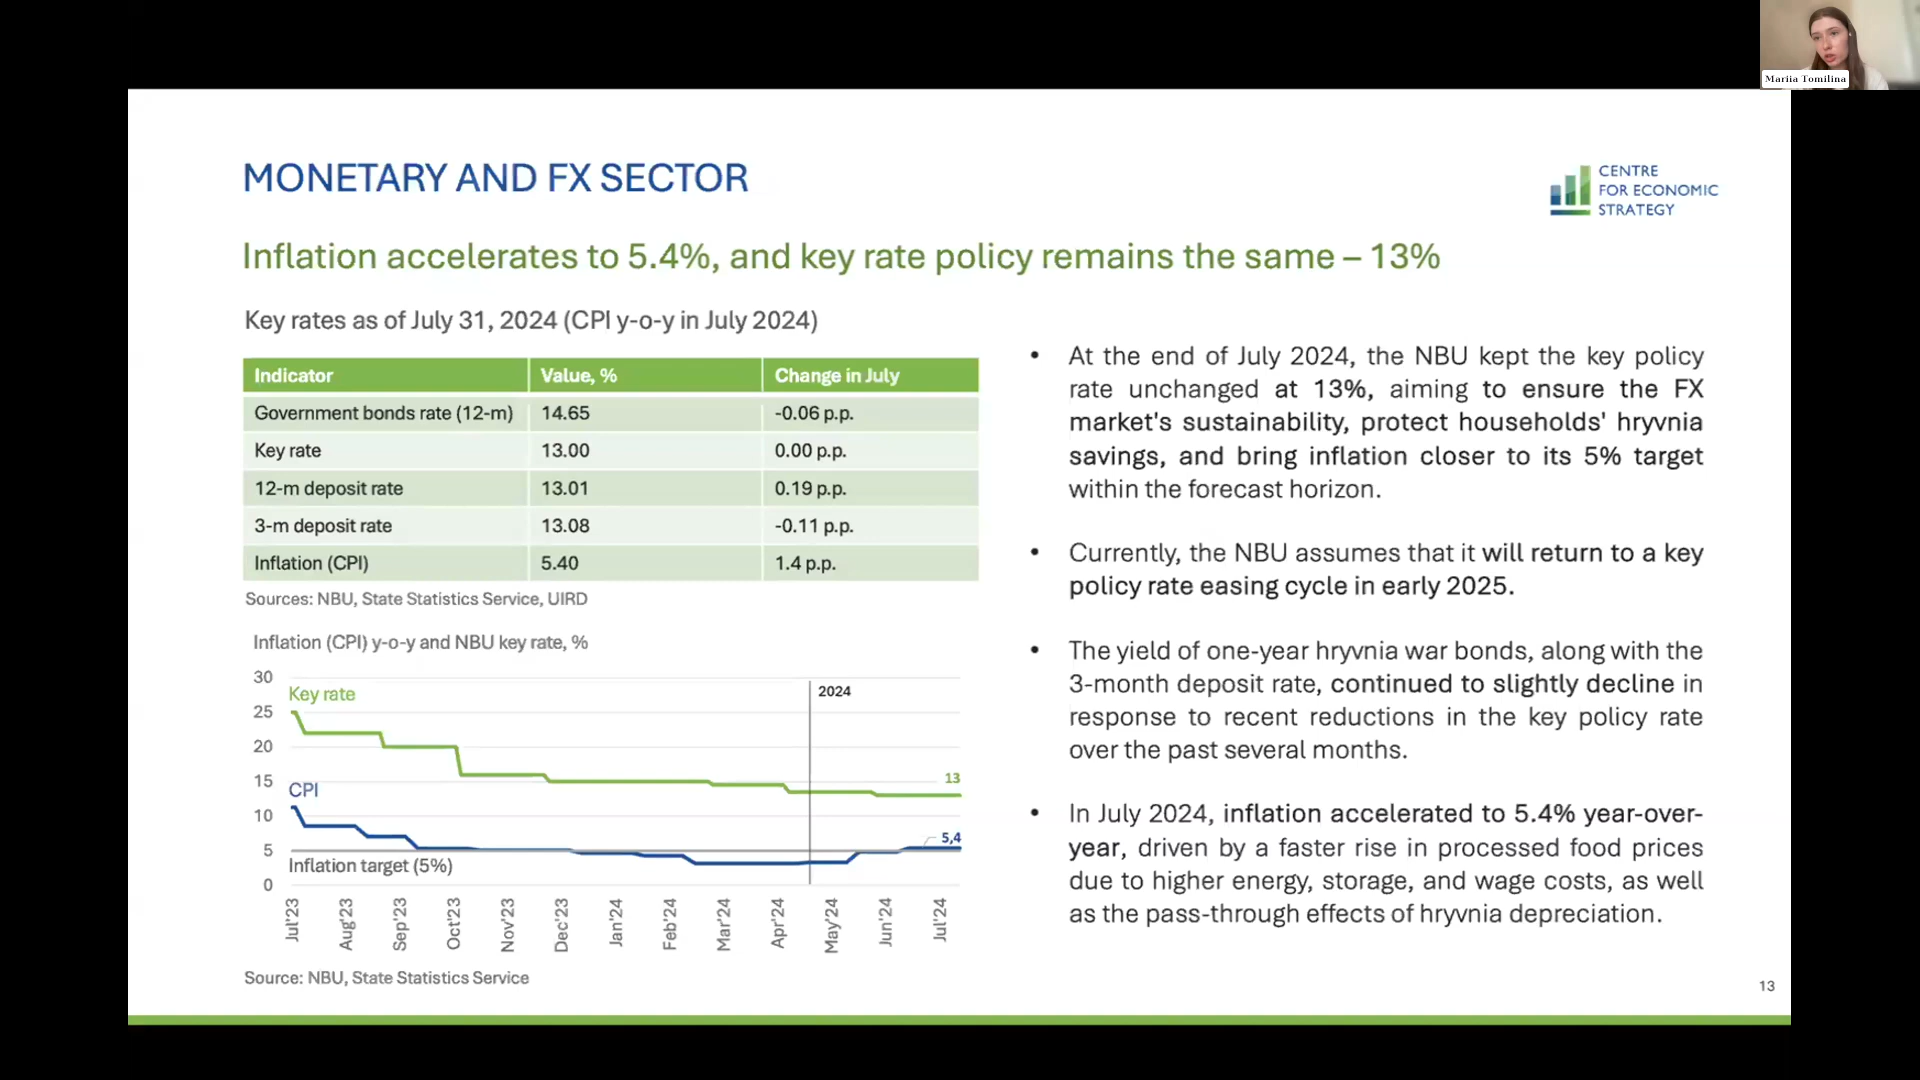 Mariia Tomilina
MONETARY AND FX SECTOR
CENTRE
FOR ECONOMIC
STRATEGY
Inflation accelerates to 5.4%, and key rate policy remains the same – 13%
Key rates as of July 31, 2024 (CPI y-o-y in July 2024)
Indicator Value, % Change in July
Government bonds rate (12-m) 14.65 -0.06 p.p.
Key rate 13.00 0.00 p.p.
12-m deposit rate 13.01 0.19 p.p.
3-m deposit rate 13.08 -0.11 p.p.
Inflation (CPI) 5.40 1.4 p.p.
Sources: NBU, State Statistics Service, UIRD
Inflation (CPI) y-o-y and NBU key rate, %
30
25
20
15
10
5
0
Key rate
2024
13
CPI
5,4
Inflation target (5%)
Jul'23 Aug'23 Sep'23 Oct'23 Nov'23 Dec'23 Jan'24 Feb'24 Mar'24 Apr'24 May'24 Jun'24 Jul'24
Source: NBU, State Statistics Service
• At the end of July 2024, the NBU kept the key policy
rate unchanged at 13%, aiming to ensure the FX
market's sustainability, protect households' hryvnia
savings, and bring inflation closer to its 5% target
within the forecast horizon.
• Currently, the NBU assumes that it will return to a key
policy rate easing cycle in early 2025.
• The yield of one-year hryvnia war bonds, along with the
3-month deposit rate, continued to slightly decline in
response to recent reductions in the key policy rate
over the past several months.
• In July 2024, inflation accelerated to 5.4% year-over-
year, driven by a faster rise in processed food prices
due to higher energy, storage, and wage costs, as well
as the pass-through effects of hryvnia depreciation.
13